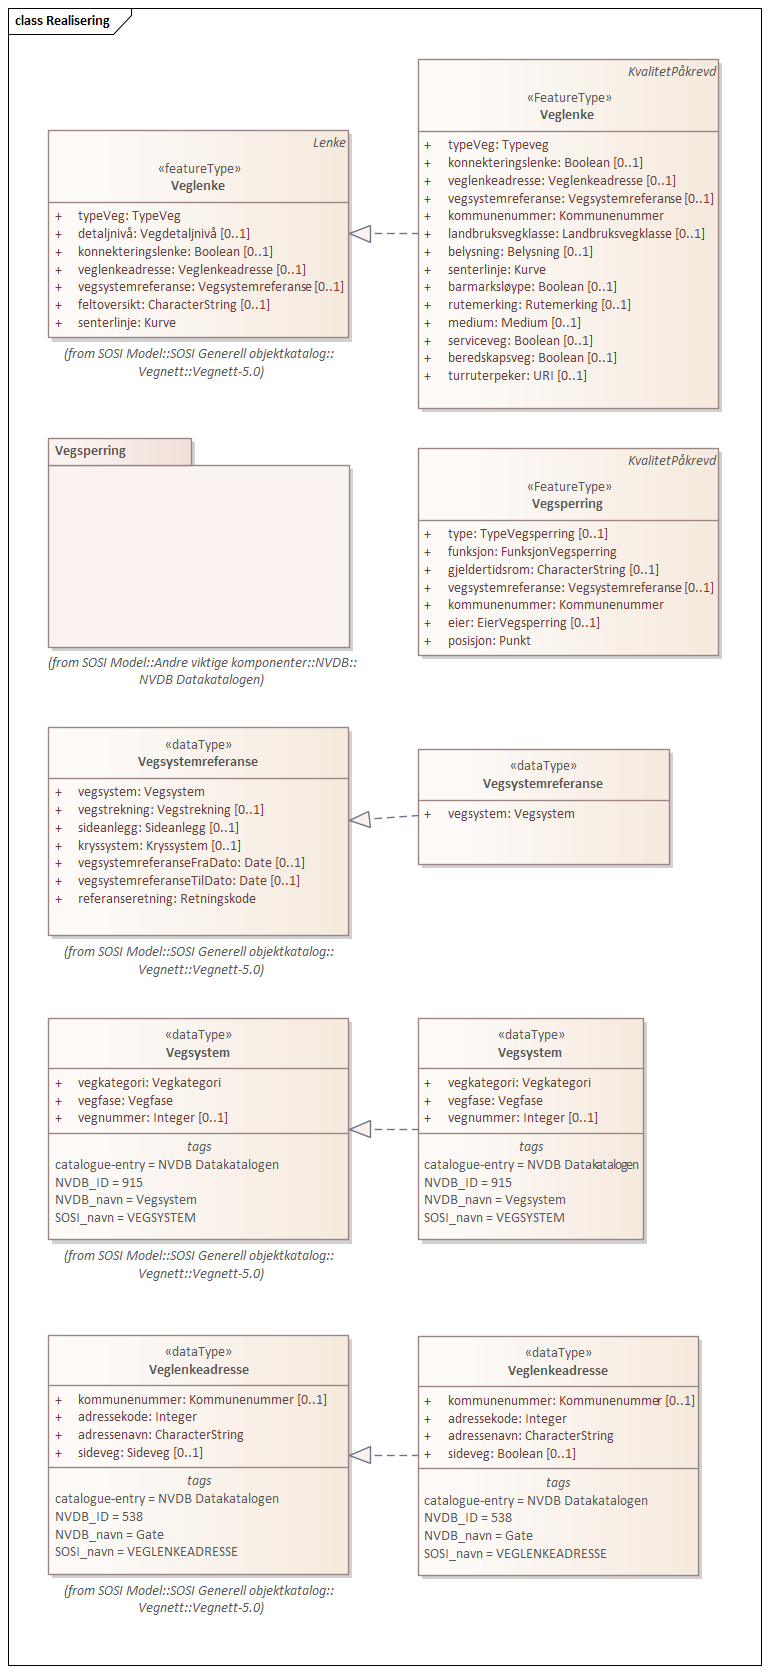 class Realisering
Lenke
«featureType»
Veglenke
+ typeVeg: TypeVeg
+ detaljnivå: Vegdetaljnivå [0..1]
+ konnekteringslenke: Boolean [0..1]
+ veglenkeadresse: Veglenkeadresse [0..1]
+ vegsystemreferanse: Vegsystemreferanse [0..1]
+ feltoversikt: CharacterString [0..1]
+ senterlinje: Kurve
(from SOSI Model::SOSI Generell objektkatalog::
Vegnett::Vegnett-5.0)
KvalitetPåkrevd
«FeatureType»
Veglenke
+ typeVeg: Typeveg
+ konnekteringslenke: Boolean [0..1]
+ veglenkeadresse: Veglenkeadresse [0..1]
+ vegsystemreferanse: Vegsystemreferanse [0..1]
+ kommunenummer: Kommunenummer
+ landbruksvegklasse: Landbruksvegklasse [0..1]
+ belysning: Belysning [0..1]
+ senterlinje: Kurve
+ barmarksløype: Boolean [0..1]
+ rutemerking: Rutemerking [0..1]
+ medium: Medium [0..1]
+ serviceveg: Boolean [0..1]
+ beredskapsveg: Boolean [0..1]
+ turruterpeker: URI [0..1]
Vegsperring
(from SOSI Model::Andre viktige komponenter::NVDB::
NVDB Datakatalogen)
KvalitetPåkrevd
«FeatureType»
Vegsperring
+ type: TypeVegsperring [0..1]
+ funksjon: FunksjonVegsperring
+ gjeldertidsrom: CharacterString [0..1]
+ vegsystemreferanse: Vegsystemreferanse [0..1]
+ kommunenummer: Kommunenummer
+ eier: EierVegsperring [0..1]
+ posisjon: Punkt
«dataType»
Vegsystemreferanse
+ vegsystem: Vegsystem
+ vegstrekning: Vegstrekning [0..1]
+ sideanlegg: Sideanlegg [0..1]
+ kryssystem: Kryssystem [0..1]
+ vegsystemreferanseFraDato: Date [0..1]
+ vegsystemreferanseTilDato: Date [0..1]
+ referanseretning: Retningskode
(from SOSI Model::SOSI Generell objektkatalog::
Vegnett::Vegnett-5.0)
«dataType»
Vegsystemreferanse
+ vegsystem: Vegsystem
«dataType»
Vegsystem
+ vegkategori: Vegkategori
+ vegfase: Vegfase
+ vegnummer: Integer [0..1]
tags
catalogue-entry = NVDB Datakatalogen
NVDB_ID = 915
NVDB_navn = Vegsystem
SOSI_navn = VEGSYSTEM
(from SOSI Model::SOSI Generell objektkatalog::
Vegnett::Vegnett-5.0)
«dataType»
Vegsystem
+ vegkategori: Vegkategori
+ vegfase: Vegfase
+ vegnummer: Integer [0..1]
tags
catalogue-entry = NVDB Datakatalogen
NVDB_ID = 915
NVDB_navn = Vegsystem
SOSI_navn = VEGSYSTEM
«dataType»
Veglenkeadresse
+ kommunenummer: Kommunenummer [0..1]
+ adressekode: Integer
+ adressenavn: CharacterString
+ sideveg: Sideveg [0..1]
tags
catalogue-entry = NVDB Datakatalogen
NVDB_ID = 538
NVDB_navn = Gate
SOSI_navn = VEGLENKEADRESSE
(from SOSI Model::SOSI Generell objektkatalog::
Vegnett::Vegnett-5.0)
«dataType»
Veglenkeadresse
+ kommunenummer: Kommunenummer [0..1]
+ adressekode: Integer
+ adressenavn: CharacterString
+ sideveg: Boolean [0..1]
tags
catalogue-entry = NVDB Datakatalogen
NVDB_ID = 538
NVDB_navn = Gate
SOSI_navn = VEGLENKEADRESSE